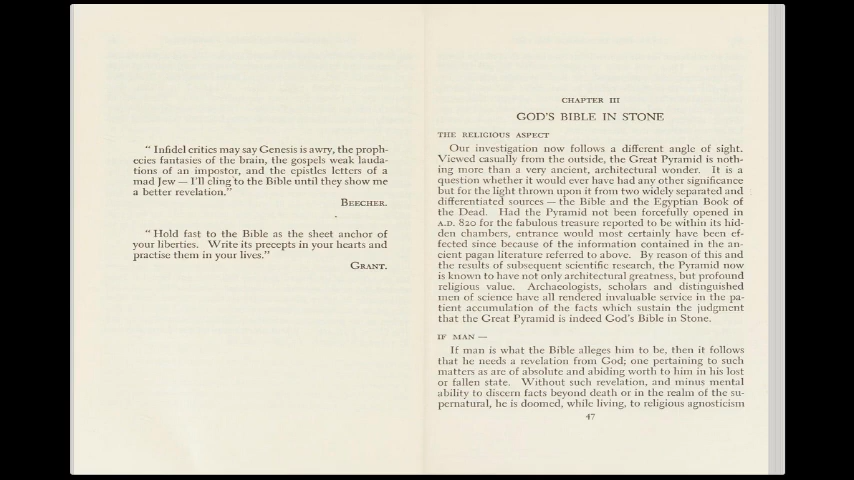 " Infidel critics may say Genesis is awry, the proph-
ecies fantasies of the brain, the gospels weak lauda-
tions of an impostor, and the epistles letters of a
mad Jew — I'll cling to the Bible until they show me
a better revelation."
BEECHER.
" Hold fast to the Bible as the sheet anchor of
your liberties. Write its precepts in your hearts and
practise them in your lives."
GRANT.
CHAPTER III
GOD'S BIBLE IN STONE
THE RELIGIOUS ASPECT
Our investigation now follows a different angle of sight.
Viewed casually from the outside, the Great Pyramid is noth-
ing more than a very ancient, architectural wonder. It is a
question whether it would ever have had any other significance
but for the light thrown upon it from two widely separated and
differentiated sources — the Bible and the Egyptian Book of
the Dead. Had the Pyramid not been forcefully opened in
A.D. 820 for the fabulous treasure reported to be within its hid-
den chambers, entrance would most certainly have been ef-
fected since because of the information contained in the an-
cient pagan literature referred to above. By reason of this and
the results of subsequent scientific research, the Pyramid now
is known to have not only architectural greatness, but profound
religious value. Archaeologists, scholars and distinguished
men of science have all rendered invaluable service in the pa-
tient accumulation of the facts which sustain the judgment
that the Great Pyramid is indeed God's Bible in Stone.
IF MAN —
If man is what the Bible alleges him to be, then it follows
that he needs a revelation from God; one pertaining to such
matters as are of absolute and abiding worth to him in his lost
or fallen state. Without such revelation, and minus mental
ability to discern facts beyond death or in the realm of the su-
pernatural, he is doomed, while living, to religious agnosticism
47